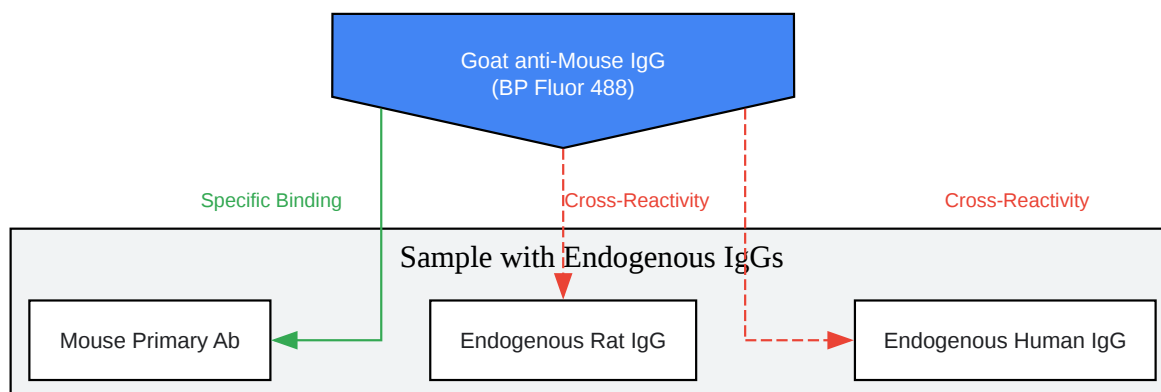 Goat anti-Mouse IgG
(BP Fluor 488)
Specific Binding
Cross-Reactivity
Cross-Reactivity
Sample with Endogenous IgGs
Mouse Primary Ab
Endogenous Rat IgG
Endogenous Human IgG